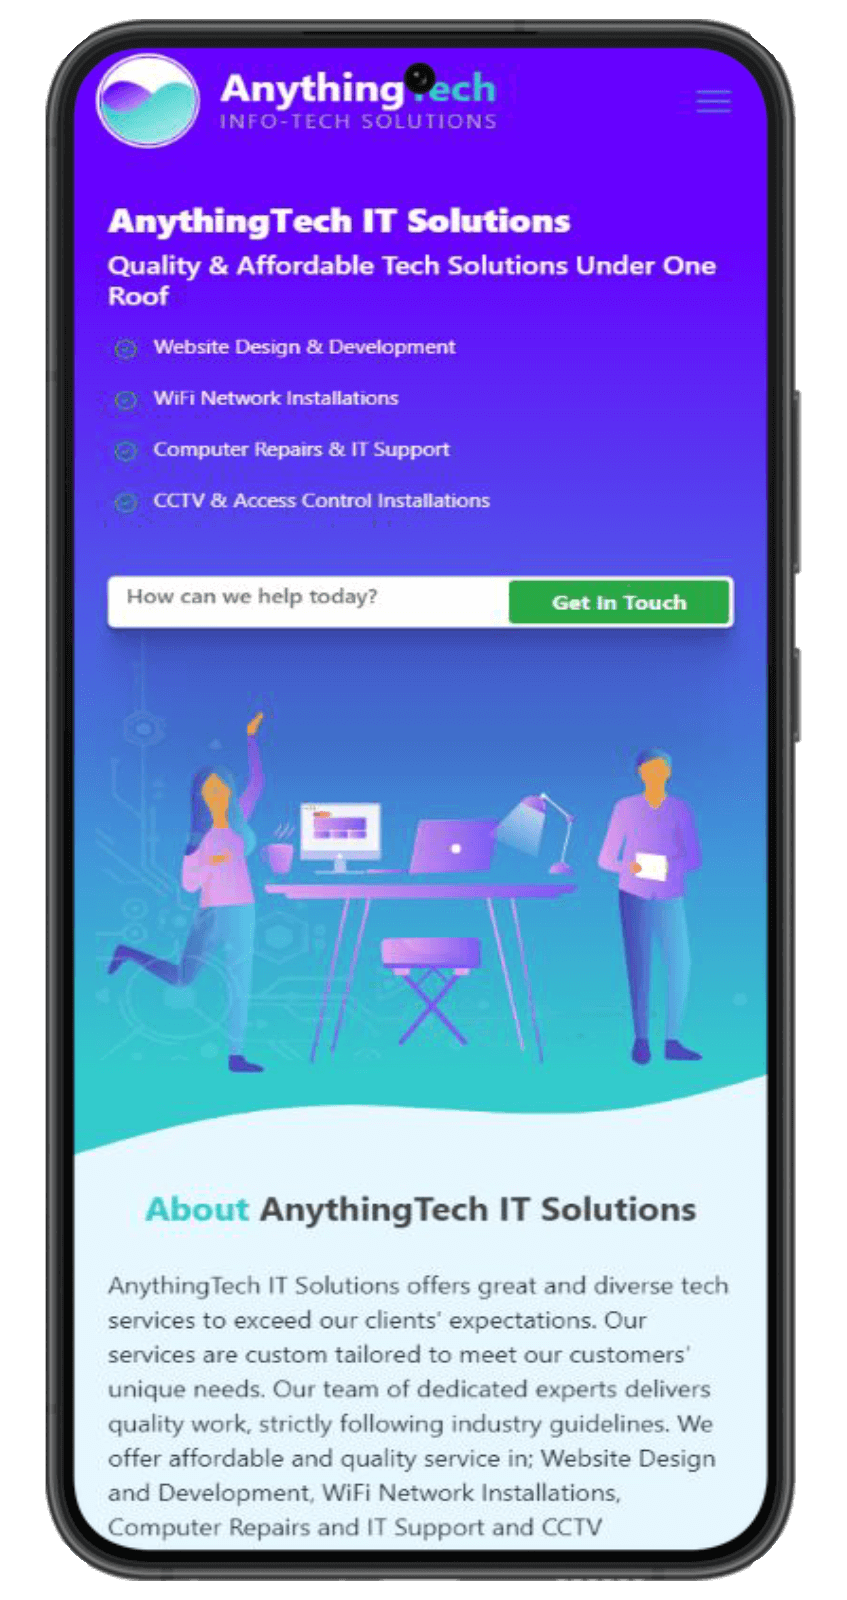 AnythingTech
INFO-TECH SOLUTIONS
AnythingTech IT Solutions
Quality & Affordable Tech Solutions Under One
Roof
Website Design & Development
WiFi Network Installations
Computer Repairs & IT Support
CCTV & Access Control Installations
How can we help today?
Get In Touch
About AnythingTech IT Solutions
AnythingTech IT Solutions offers great and diverse tech
services to exceed our clients' expectations. Our
services are custom tailored to meet our customers'
unique needs. Our team of dedicated experts delivers
quality work, strictly following industry guidelines. We
offer affordable and quality service in; Website Design
and Development, WiFi Network Installations,
Computer Repairs and IT Support and CCTV